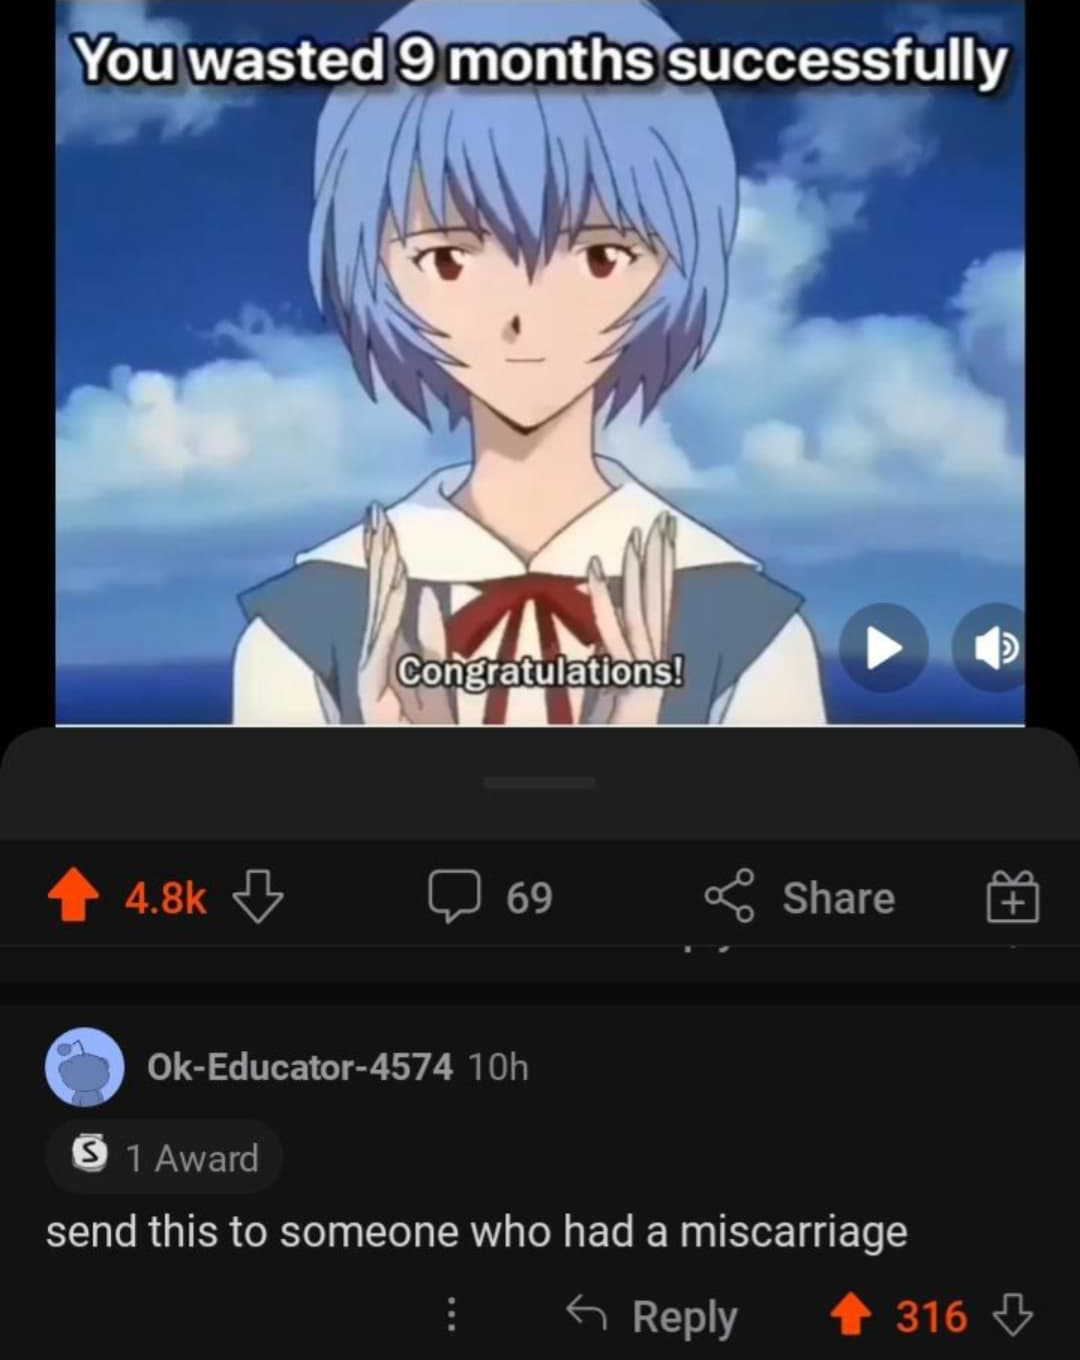 You wasted 9 months successfully
Congratulations!
4.8k
69
Share
Ok-Educator-4574 10h
S 1 Award
send this to someone who had a miscarriage
Reply
316